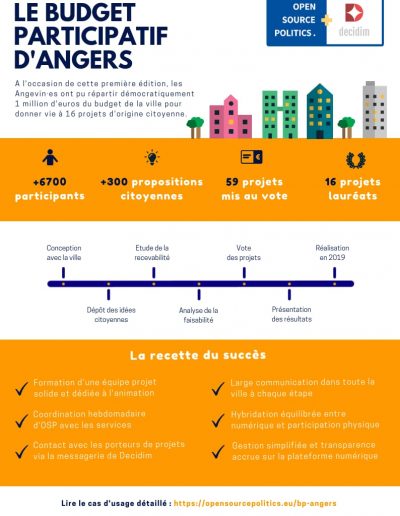 LE BUDGET
PARTICIPATIF
D'ANGERS
OPEN
SOURCE
POLITICS.
decidim
A l'occasion de cette première édition, les
Angevin·es ont pu répartir démocratiquement
1 million d'euros du budget de la ville pour
donner vie à 16 projets d'origine citoyenne.
+6700
participants
+300 propositions
citoyennes
59 projets
mis au vote
16 projets
lauréats
Conception
avec la ville
Etude de la
recevabilité
Vote
des projets
Réalisation
en 2019
Dépôt des idées
citoyennes
Analyse de la
faisabilité
Présentation
des résultats
La recette du succès
Formation d'une équipe projet
solide et dédiée à l'animation
Coordination hebdomadaire
d'OSP avec les services
Contact avec les porteurs de projets
via le messagerie de Decidim
Large communication dans toute la
ville à chaque étape
Hybridation équilibrée entre
numérique et participation physique
Gestion simplifiée et transparence
accrue sur la plateforme numérique
Lire le cas d'usage détaillé : https://opensourcepolitics.eu/bp-angers